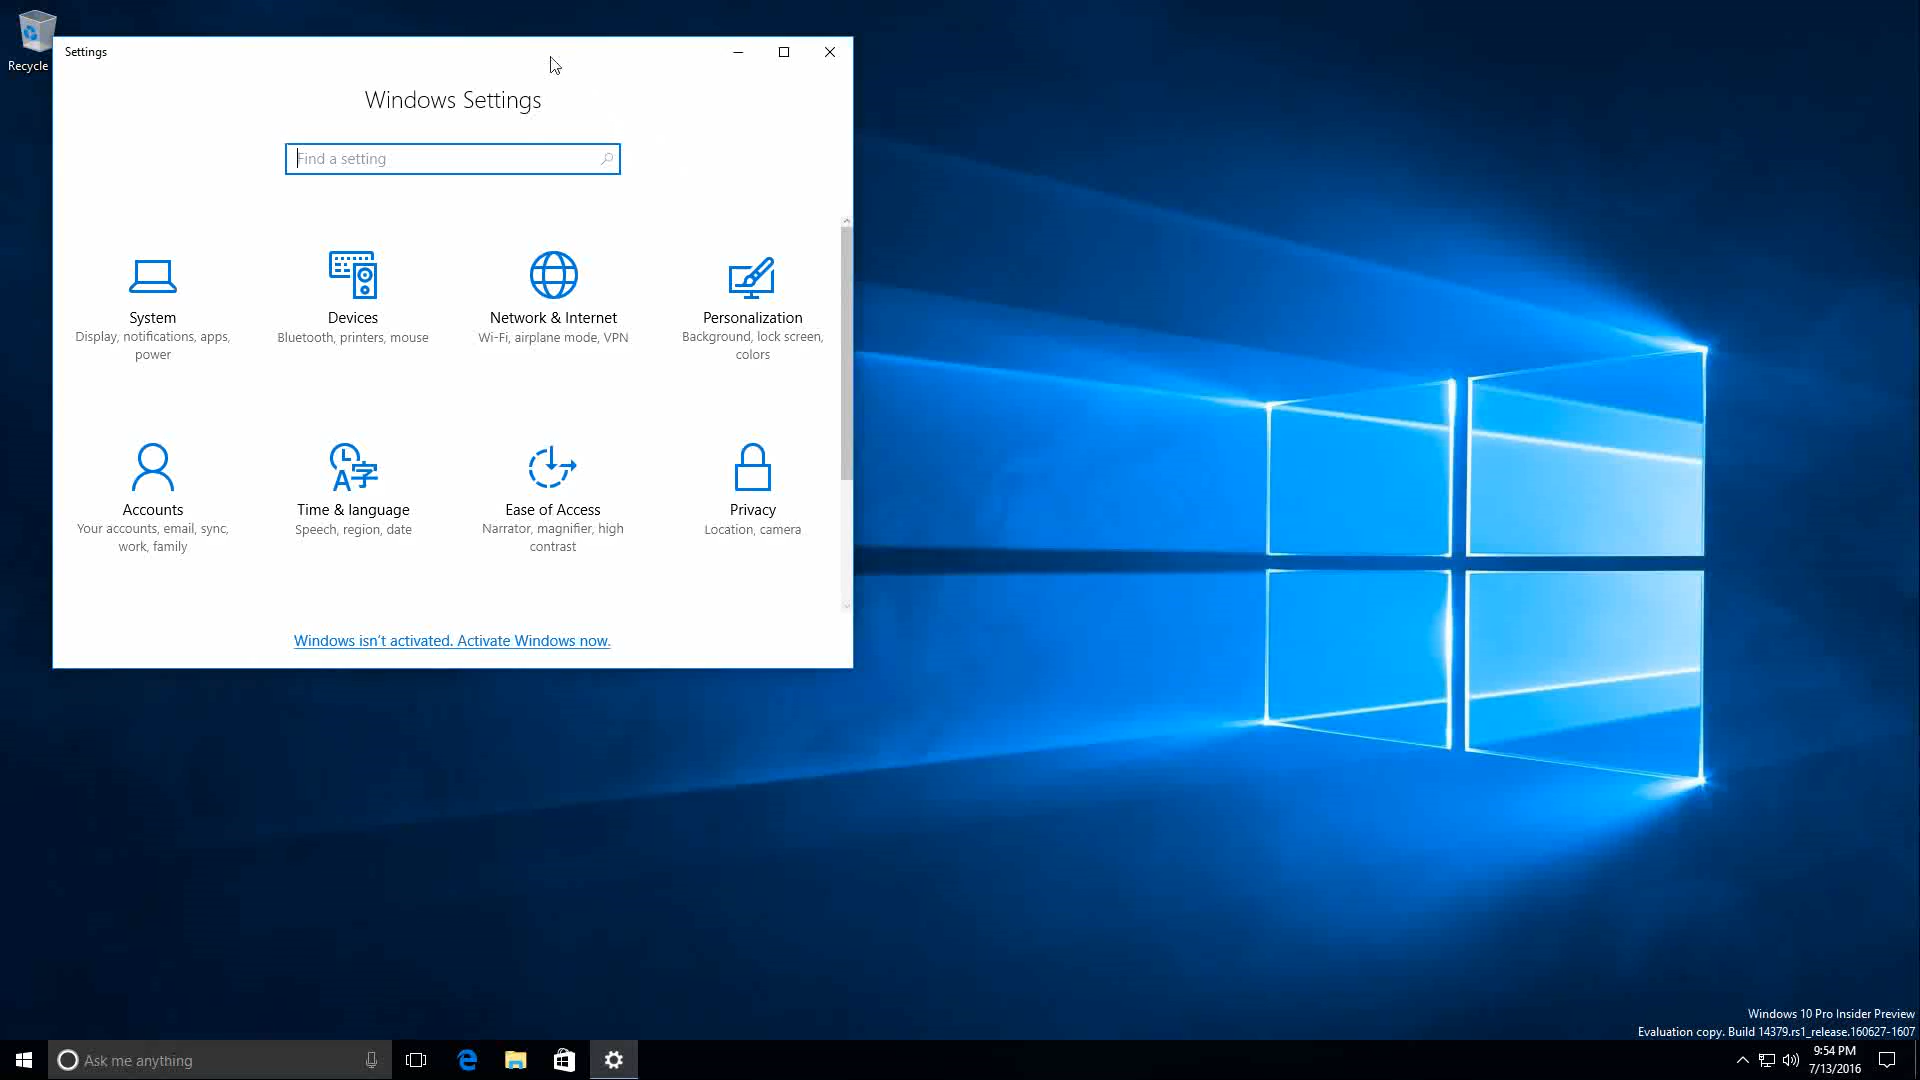 Recycle
Settings
Windows Settings
Find a setting
System
Display, notifications, apps,
power
Devices
Bluetooth, printers, mouse
Network & Internet
Wi-Fi, airplane mode, VPN
Personalization
Background, lock screen,
colors
Accounts
Your accounts, email, sync,
work, family
Time & language
Speech, region, date
Ease of Access
Narrator, magnifier, high
contrast
Privacy
Location, camera
Windows isn't activated. Activate Windows now.
Windows 10 Pro Insider Preview
Evaluation copy. Build 14379.rs1_release.160627-1607
Ask me anything
9:54 PM
7/13/2016